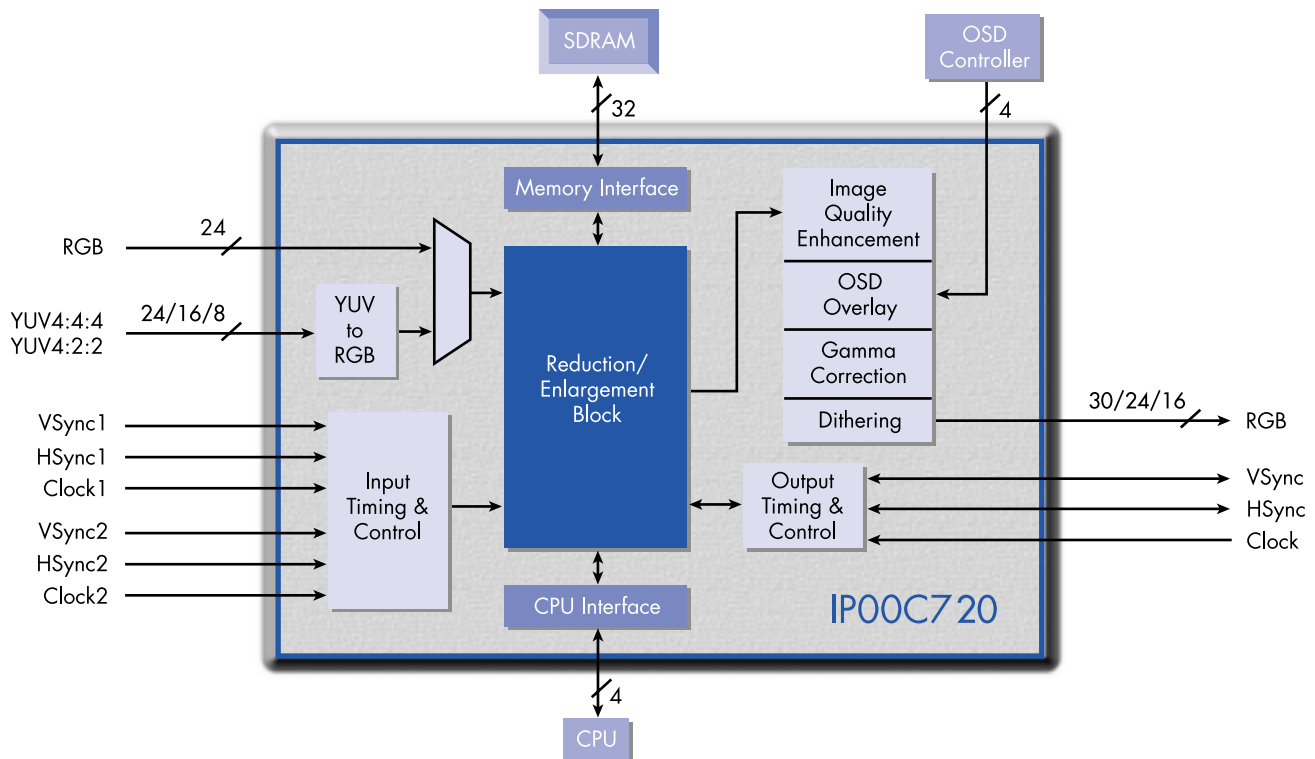 SDRAM
OSD
Controller
32
4
Memory Interface
Image
Quality
Enhancement
RGB
24
OSD
Overlay
YUV4:4:4
YUV4:2:2
24/16/8
YUV
to
RGB
Reduction/
Enlargement
Block
Gamma
Correction
Dithering
30/24/16
RGB
VSync1
HSync1
Clock1
VSync2
HSync2
Clock2
Input
Timing &
Control
Output
Timing &
Control
VSync
HSync
Clock
CPU Interface
IP00C720
4
CPU